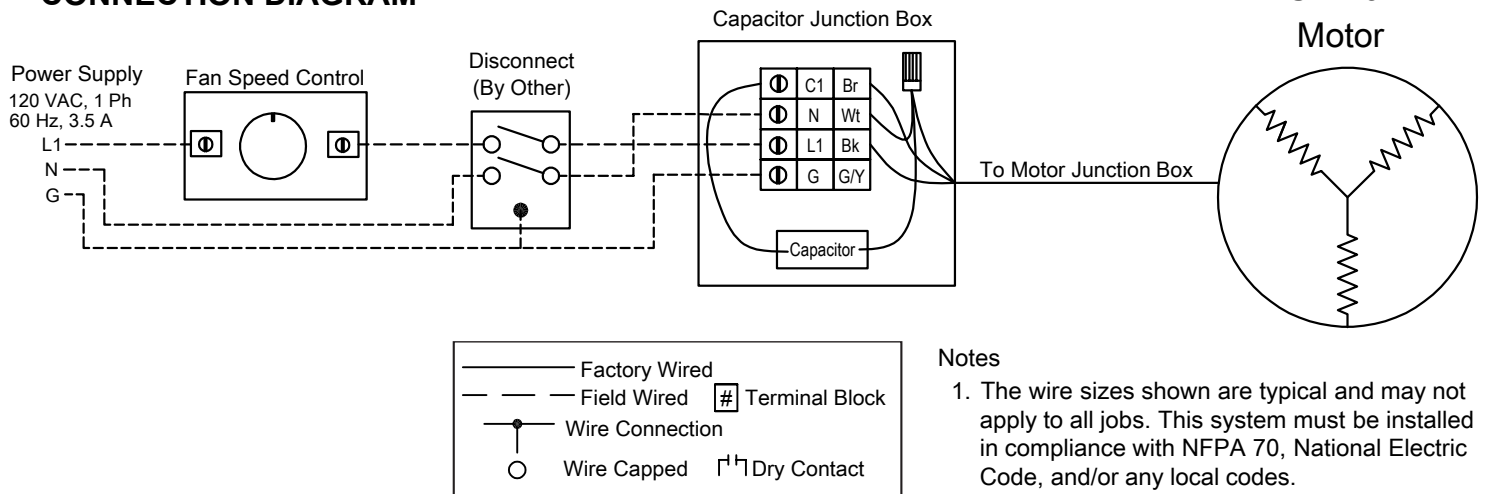 CONNECTION DIAGRAM
Capacitor Junction Box
Motor
Power Supply
120 VAC, 1 Ph
60 Hz, 3.5 A
L1
N
G
Fan Speed Control
Disconnect
(By Other)
C1 Br
N Wt
L1 Bk
G G/Y
Capacitor
To Motor Junction Box
Factory Wired
Field Wired # Terminal Block
Wire Connection
Wire Capped Dry Contact
Notes
1. The wire sizes shown are typical and may not
apply to all jobs. This system must be installed
in compliance with NFPA 70, National Electric
Code, and/or any local codes.